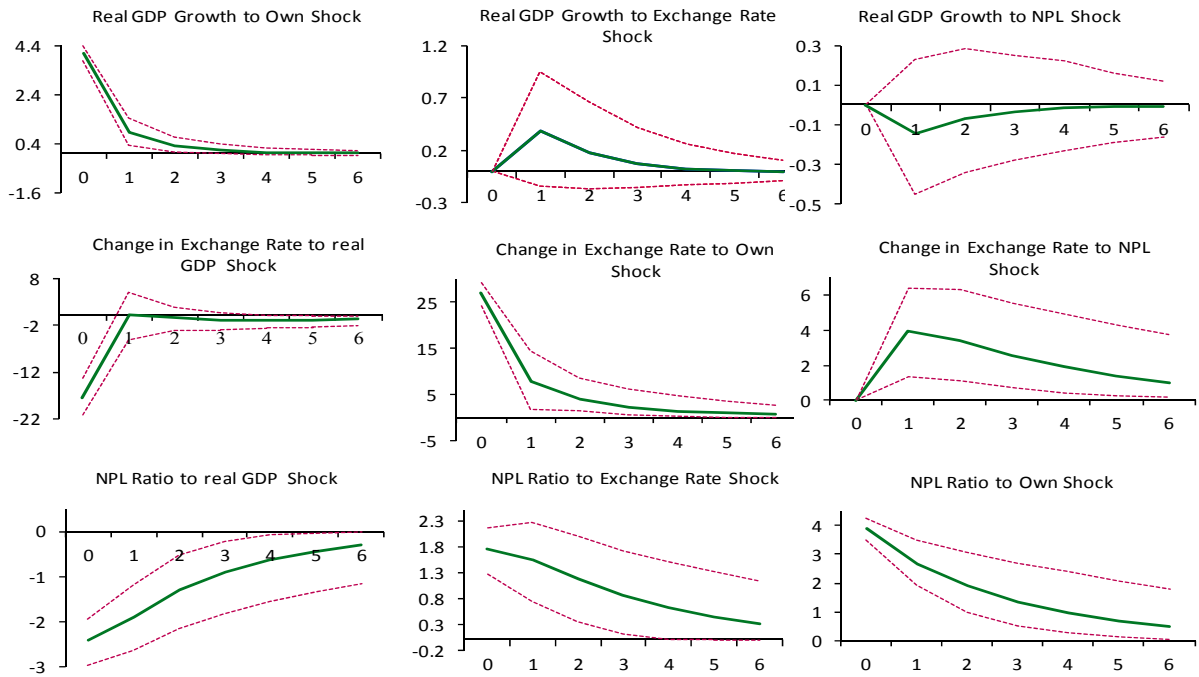 Real GDP Growth to Own Shock
4.4
2.4
0.4
-1.6
0 1 2 3 4 5 6
Real GDP Growth to Exchange Rate
Shock
1.2
0.7
0.2
-0.3
0 1 2 3 4 5 6
Real GDP Growth to NPL Shock
0.3
0.1
-0.1
-0.3
-0.5
0 1 2 3 4 5 6
Change in Exchange Rate to real
GDP Shock
8
-2
-12
-22
0 1 2 3 4 5 6
Change in Exchange Rate to Own
Shock
25
15
5
-5
0 1 2 3 4 5 6
Change in Exchange Rate to NPL
Shock
6
4
2
0
0 1 2 3 4 5 6
NPL Ratio to real GDP Shock
0
-1
-2
-3
0 1 2 3 4 5 6
NPL Ratio to Exchange Rate Shock
2.3
1.8
1.3
0.8
0.3
-0.2
0 1 2 3 4 5 6
NPL Ratio to Own Shock
4
3
2
1
0
0 1 2 3 4 5 6